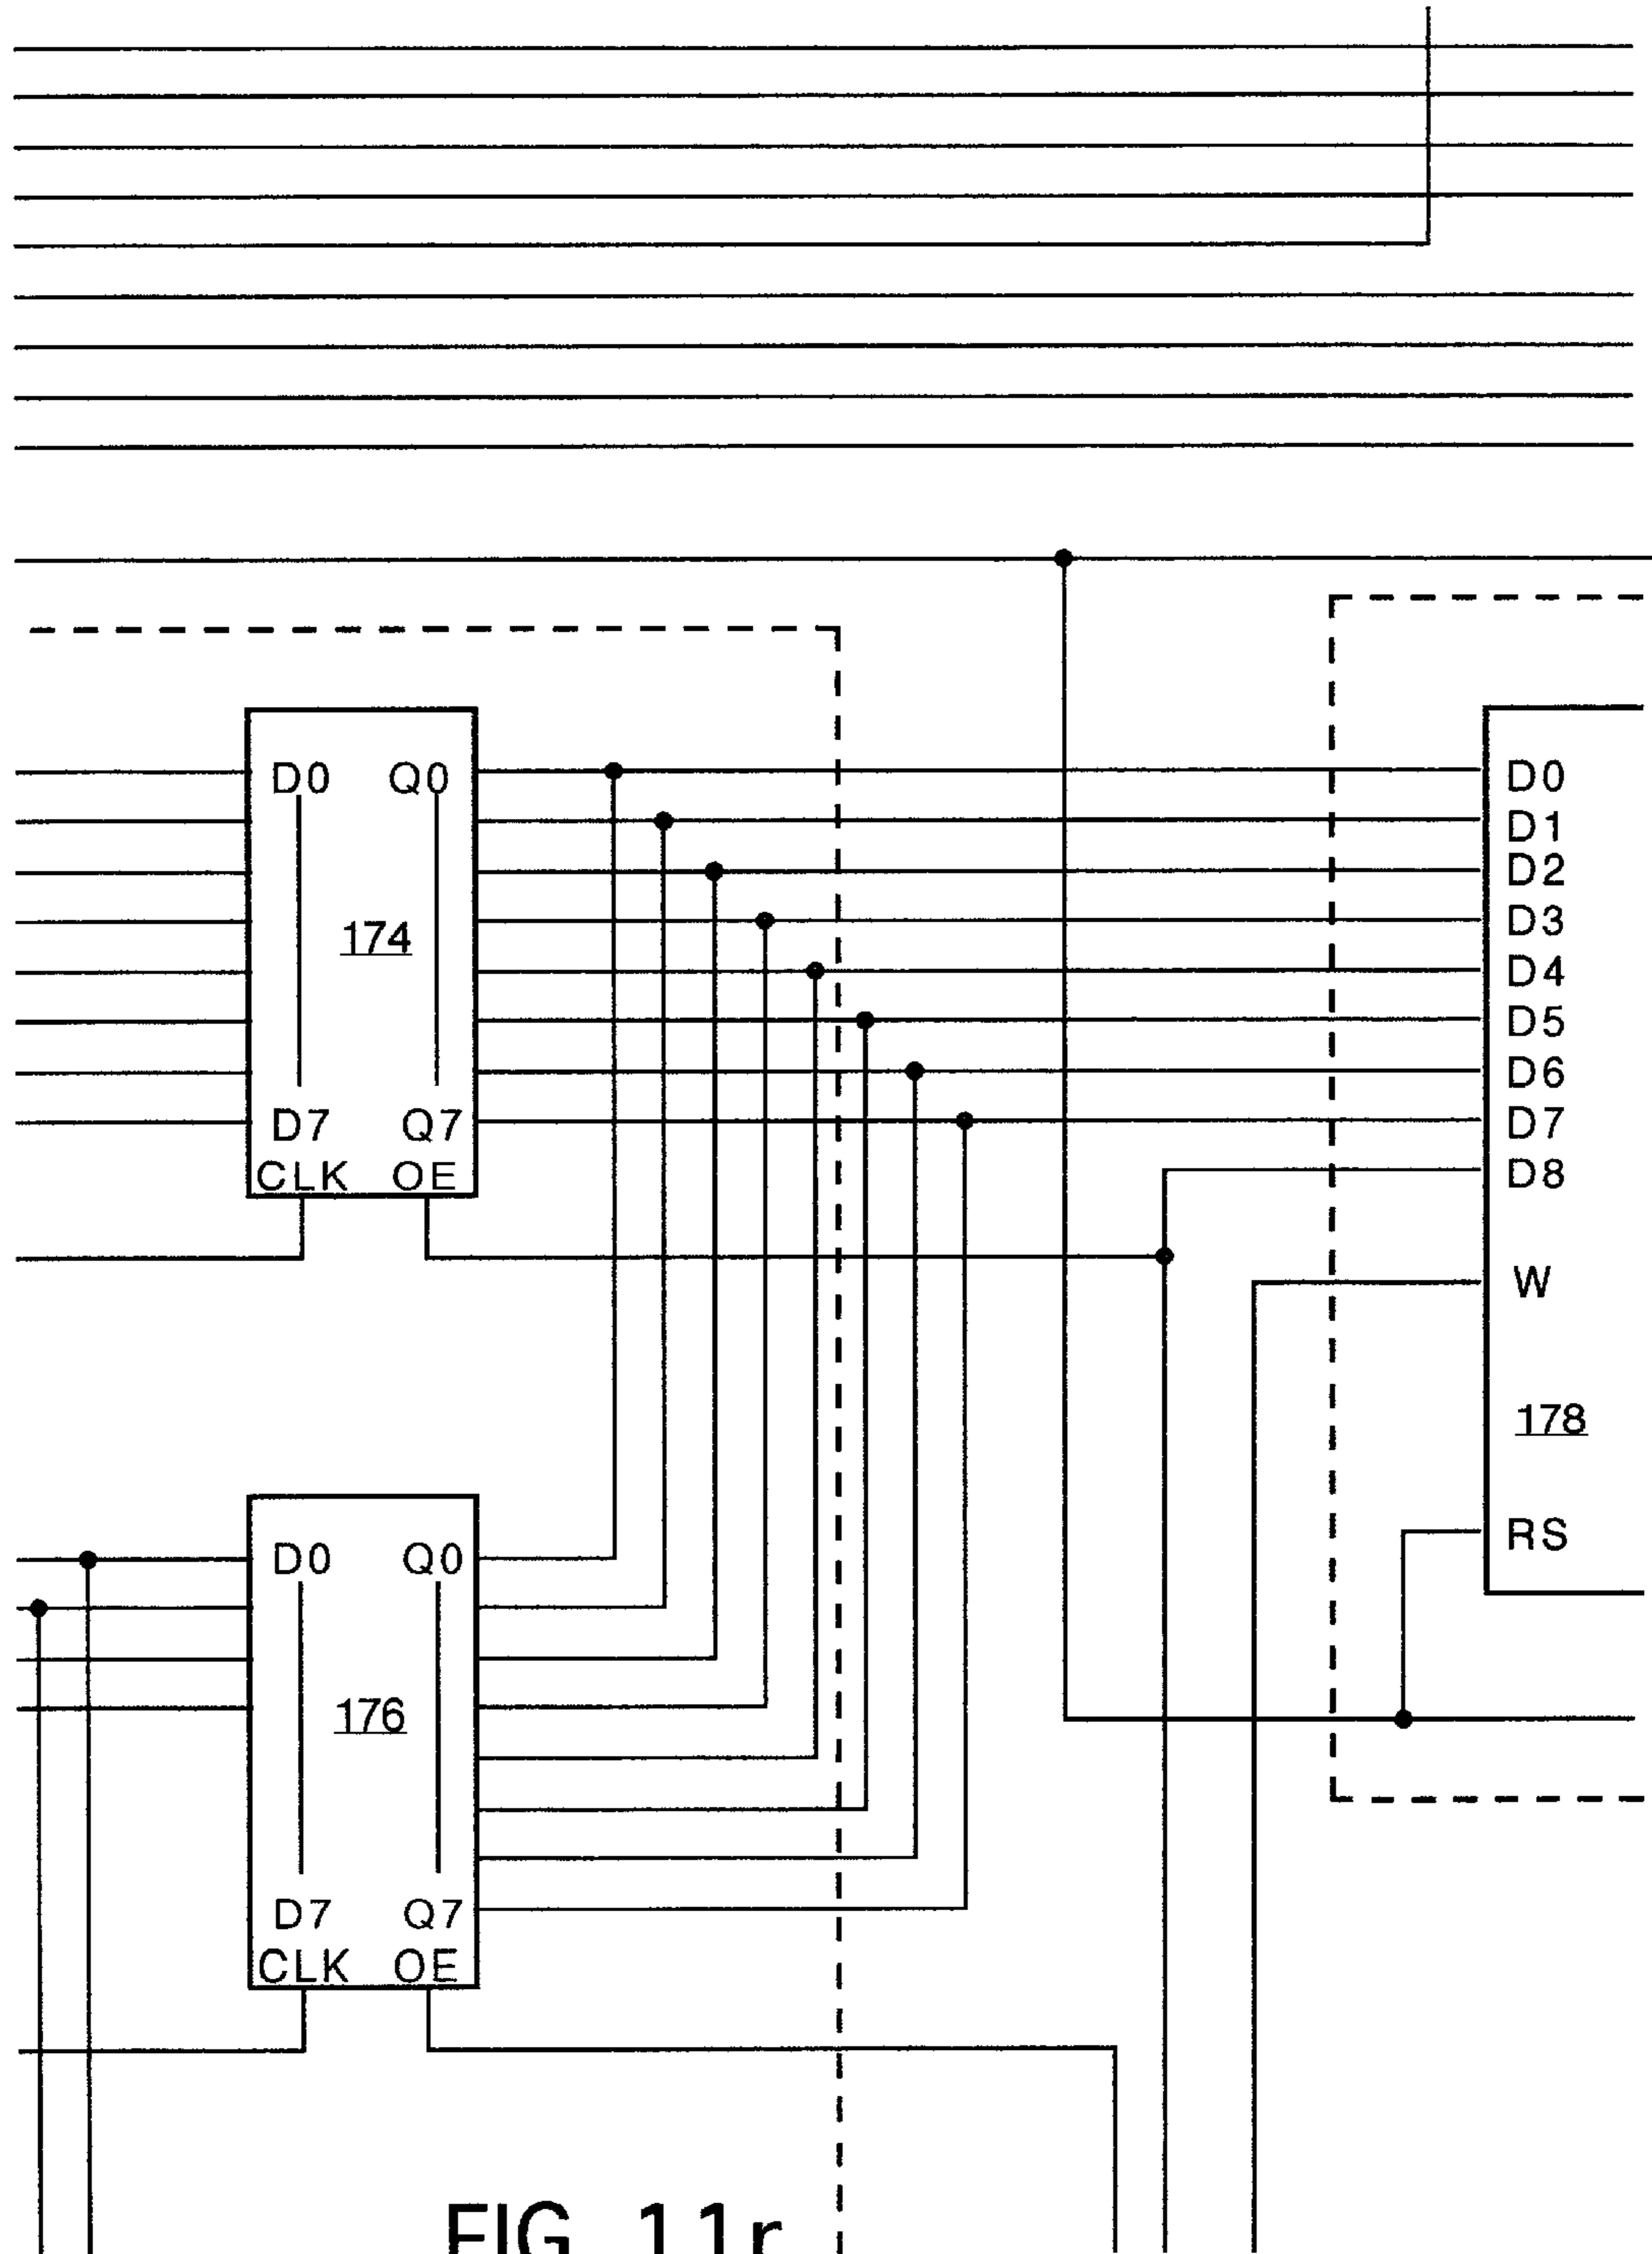 D0 Q0
174
D7 Q7
CLK OE
D0
D1
D2
D3
D4
D5
D6
D7
D8
W
178
RS
D0 Q0
176
D7 Q7
CLK OE
FIG. 11r